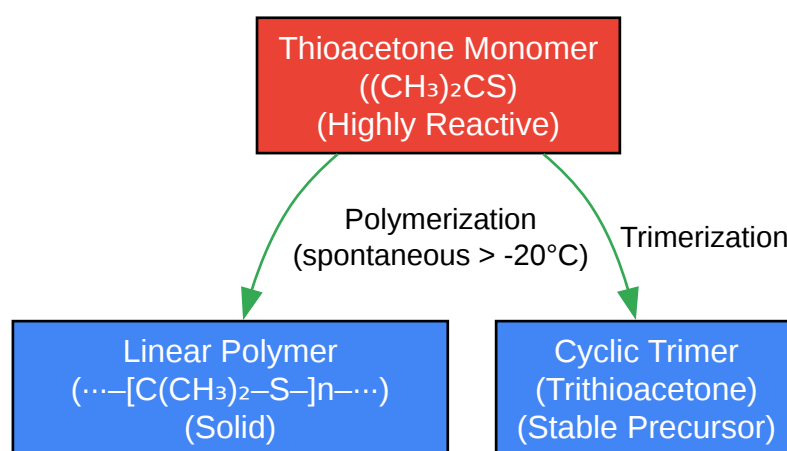 Thioacetone Monomer
((CH₃)₂CS)
(Highly Reactive)
Polymerization
(spontaneous > -20°C)
Trimerization
Linear Polymer
(···–[C(CH₃)₂–S–]n–···)
(Solid)
Cyclic Trimer
(Trithioacetone)
(Stable Precursor)